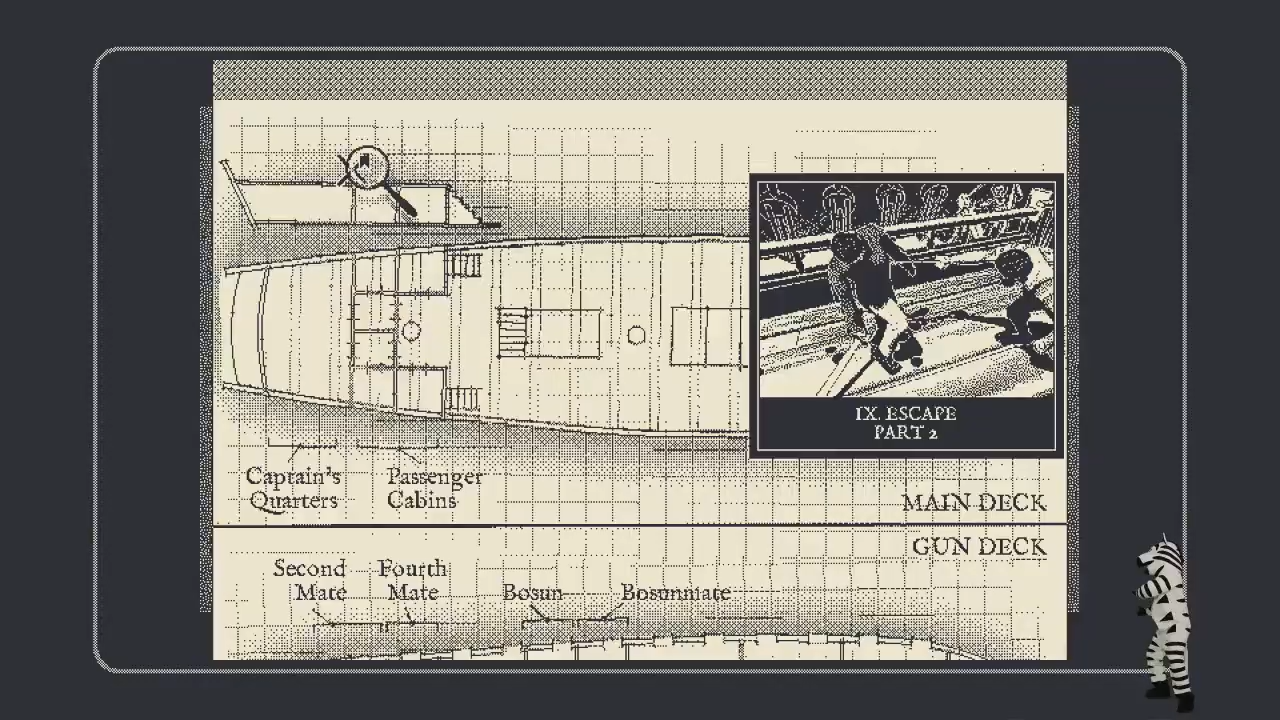 IX. ESCAPE
PART 2
Captain's
Quarters
Passenger
Cabins
MAIN DECK
GUN DECK
Second
Mate
Fourth
Mate
Bosun
Bosunmate